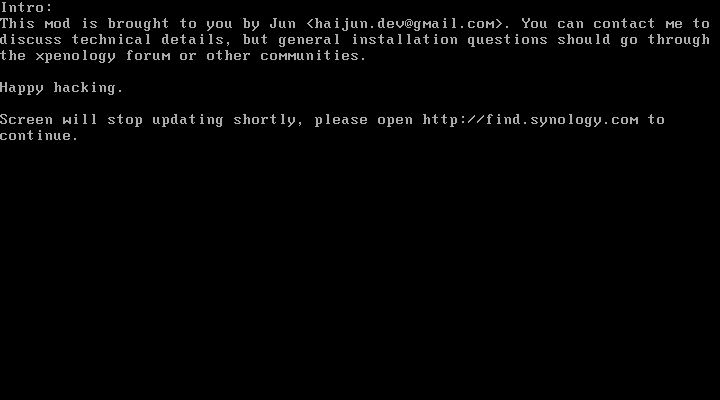 Intro:
This mod is brought to you by Jun <haijun.dev@gmail.com>. You can contact me to
discuss technical details, but general installation questions should go through
the xpenology forum or other communities.
Happy hacking.
Screen will stop updating shortly, please open http://find.synology.com to
continue.